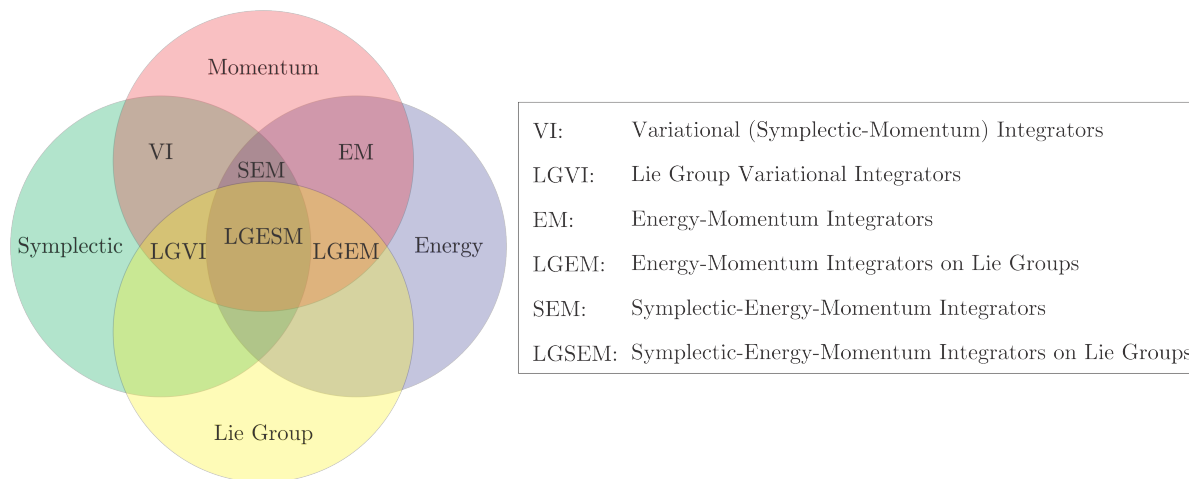 Momentum
VI
EM
SEM
Symplectic
LGVI
LGESM
LGEM
Energy
Lie Group
VI: Variational (Symplectic-Momentum) Integrators
LGVI: Lie Group Variational Integrators
EM: Energy-Momentum Integrators
LGEM: Energy-Momentum Integrators on Lie Groups
SEM: Symplectic-Energy-Momentum Integrators
LGSEM: Symplectic-Energy-Momentum Integrators on Lie Groups